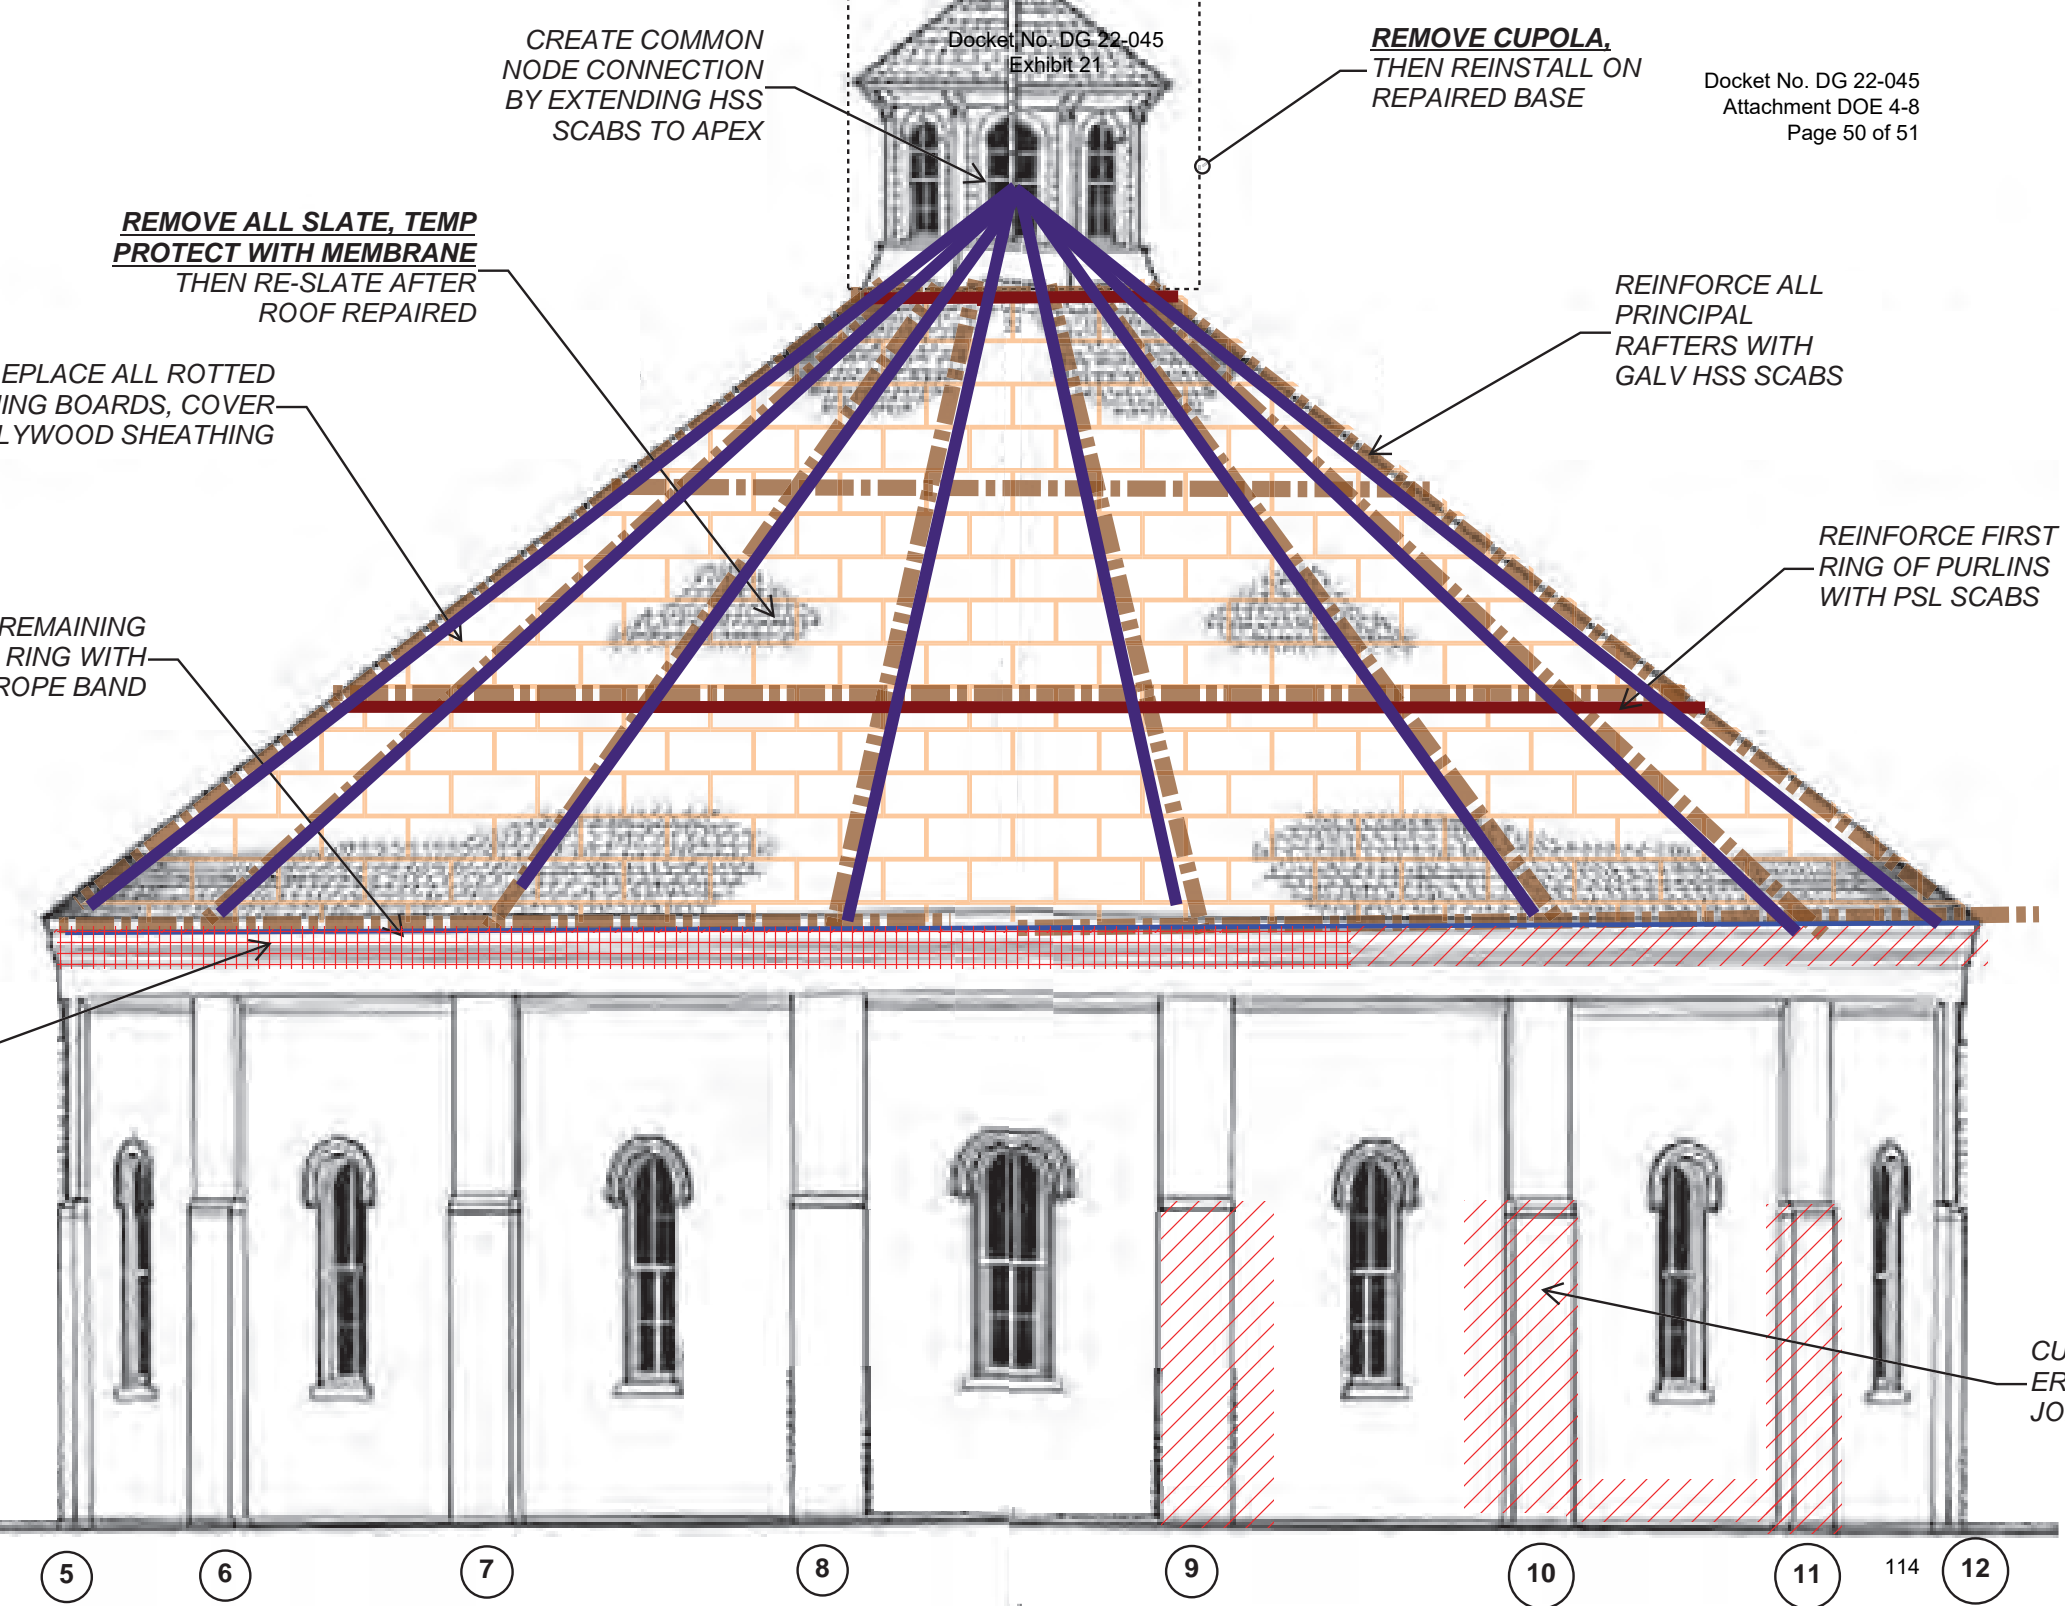 CREATE COMMON
NODE CONNECTION
BY EXTENDING HSS
SCABS TO APEX
Docket No. DG 22-045
Exhibit 21
REMOVE CUPOLA,
THEN REINSTALL ON
REPAIRED BASE
Docket No. DG 22-045
Attachment DOE 4-8
Page 50 of 51
REMOVE ALL SLATE, TEMP
PROTECT WITH MEMBRANE
THEN RE-SLATE AFTER
ROOF REPAIRED
REINFORCE ALL
PRINCIPAL
RAFTERS WITH
GALV HSS SCABS
EPLACE ALL ROTTED
ING BOARDS, COVER
LYWOOD SHEATHING
REINFORCE FIRST
RING OF PURLINS
WITH PSL SCABS
REMAINING
RING WITH
ROPE BAND
CU
ER
JO
5
6
7
8
9
10
11
114
12